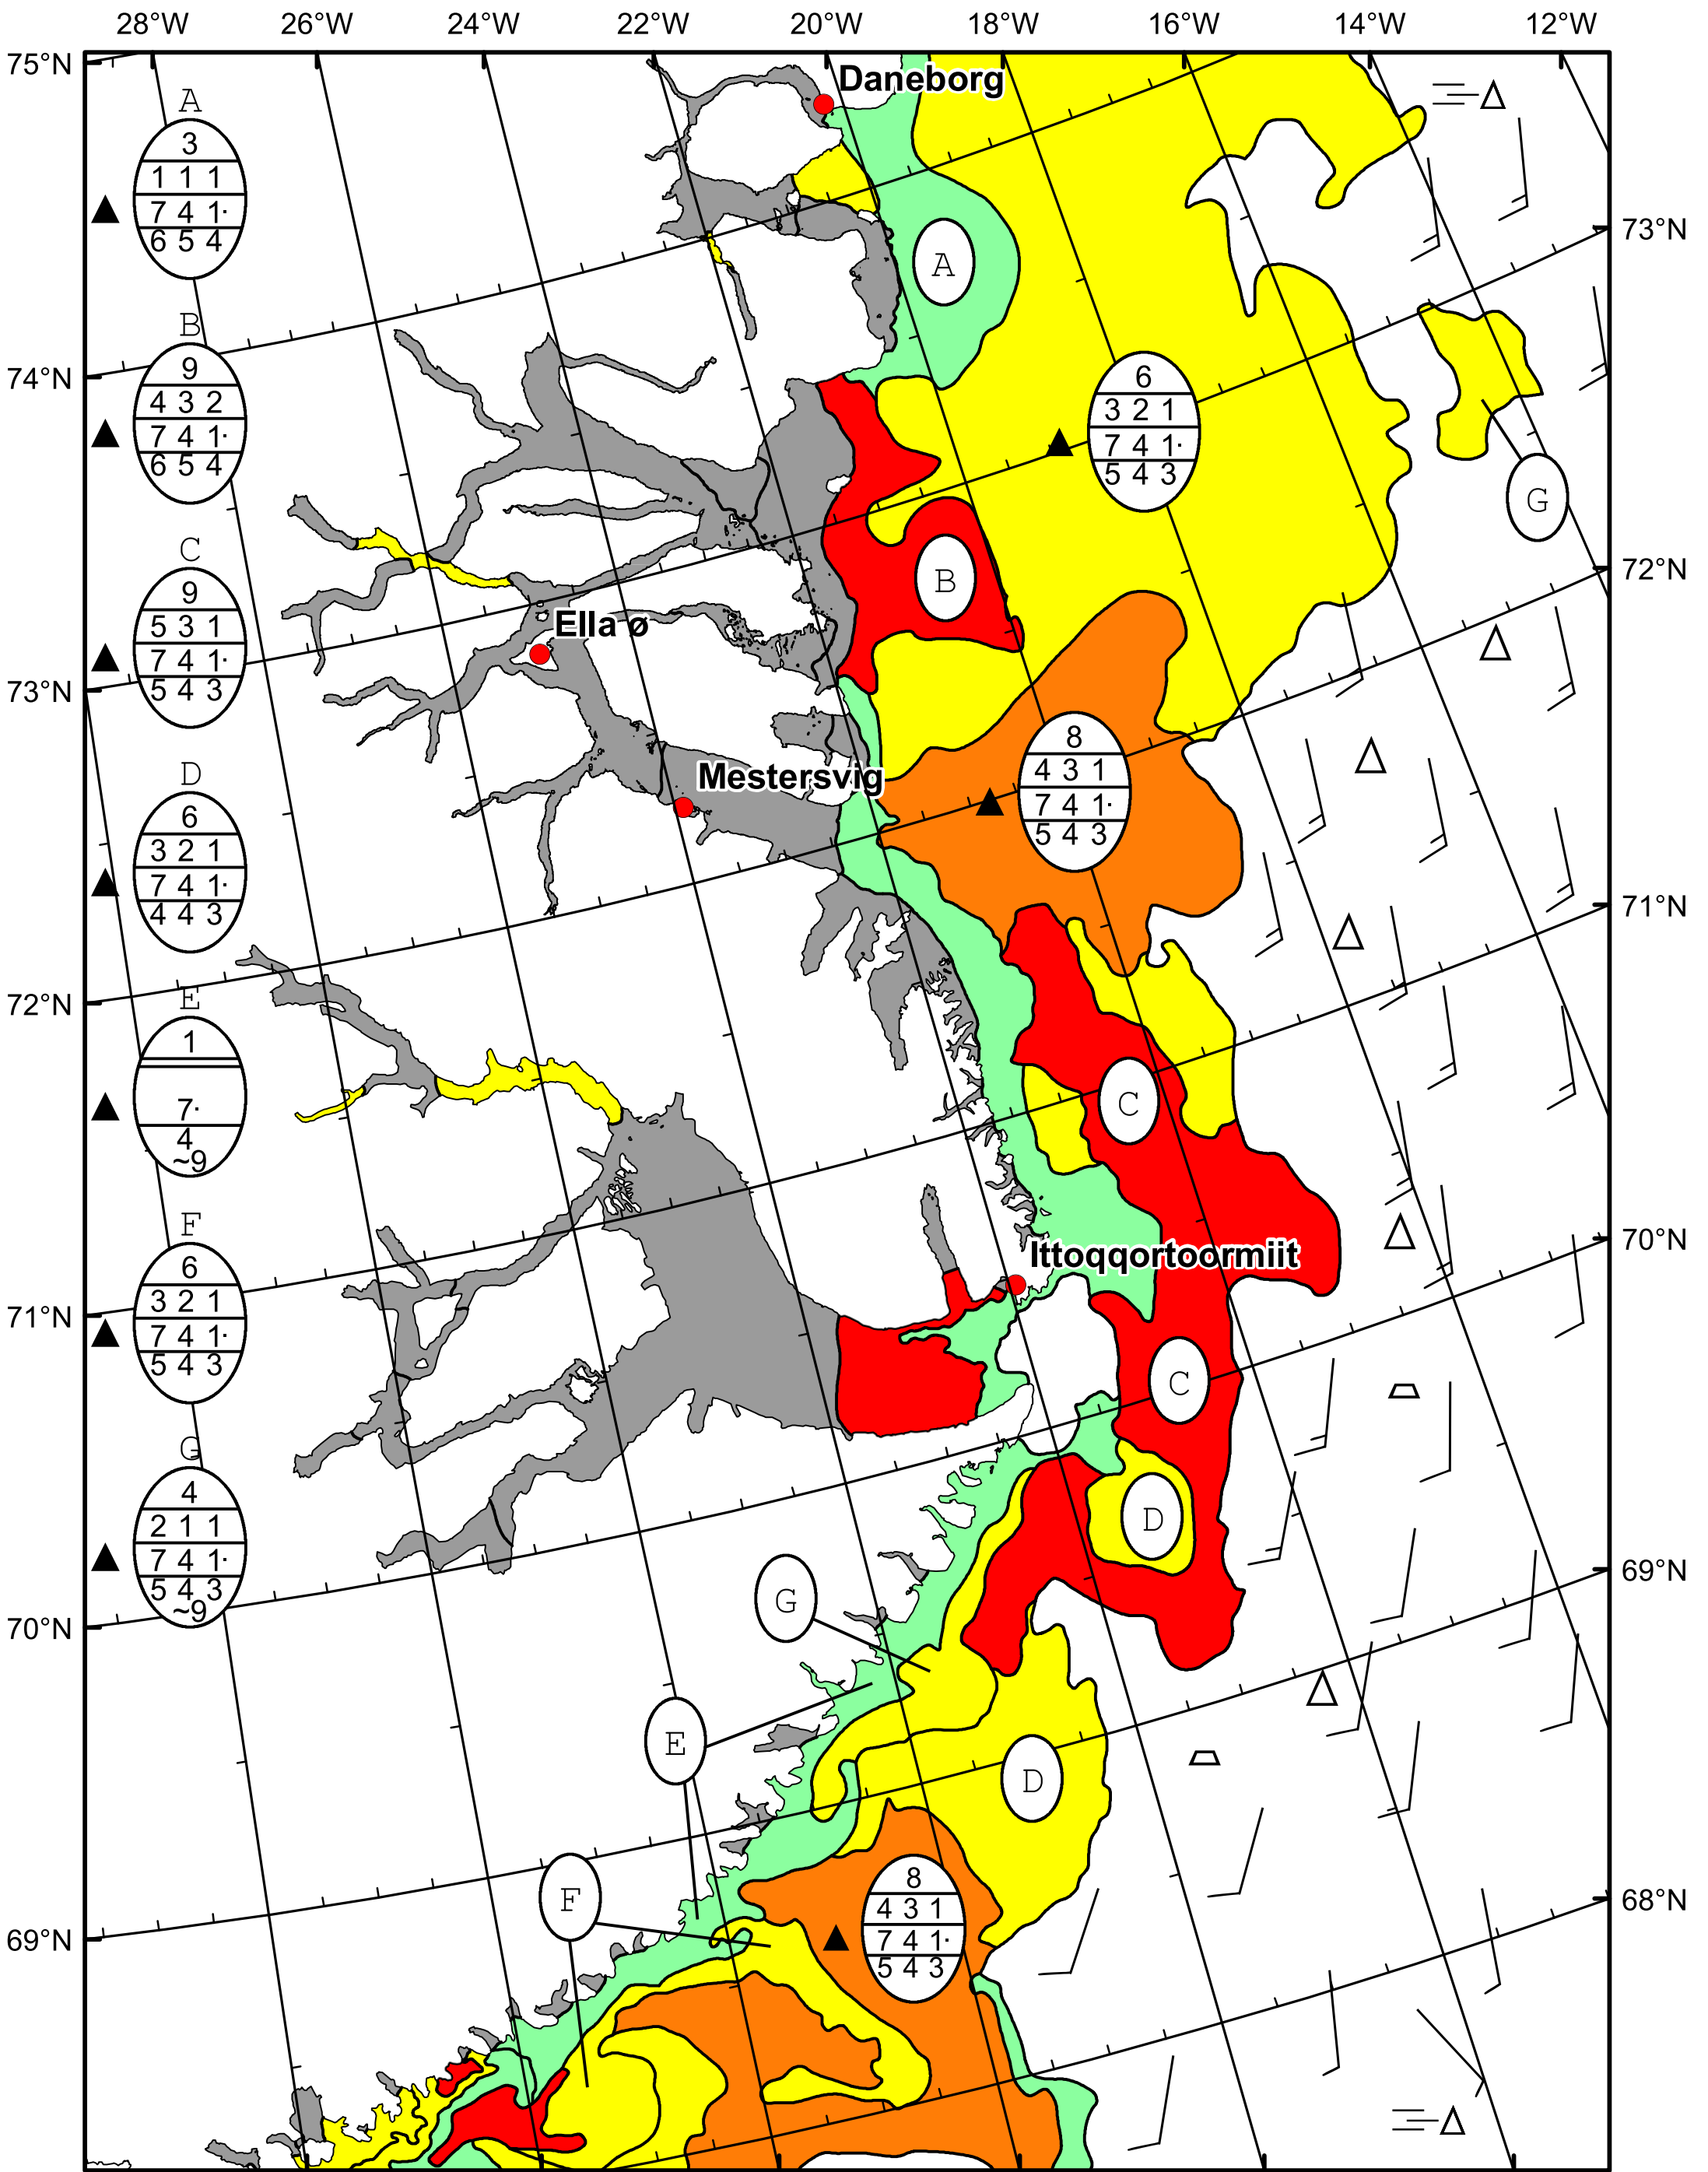 28°W 26°W 24°W 22°W 20°W 18°W 16°W 14°W 12°W
75°N
Daneborg
A
3
1 1 1
7 4 1·
6 5 4
A
73°N
B
9
4 3 2
7 4 1·
6 5 4
74°N
6
3 2 1
7 4 1·
5 4 3
G
B
72°N
C
9
5 3 1
7 4 1·
5 4 3
Ella ø
73°N
8
4 3 1
7 4 1·
5 4 3
Mestersvig
D
6
3 2 1
7 4 1·
4 4 3
71°N
72°N
E
1
7·
4
~9
C
F
6
3 2 1
7 4 1·
5 4 3
Ittoqqortoormiit
70°N
71°N
C
G
4
2 1 1
7 4 1·
5 4 3
~9
D
69°N
G
70°N
E
D
F
8
4 3 1
7 4 1·
5 4 3
68°N
69°N